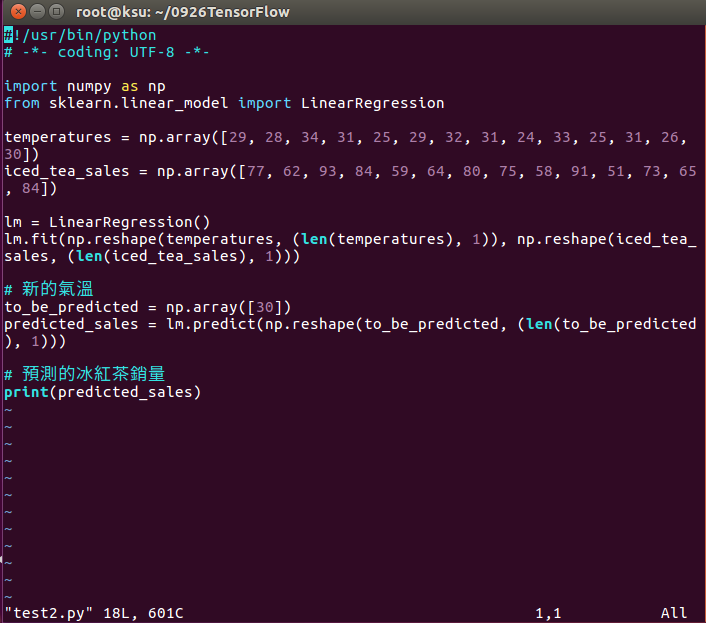 root@ksu: ~/0926TensorFlow
#!/usr/bin/python
# -*- coding: UTF-8 -*-
import numpy as np
from sklearn.linear_model import LinearRegression
temperatures = np.array([29, 28, 34, 31, 25, 29, 32, 31, 24, 33, 25, 31, 26,
30])
iced_tea_sales = np.array([77, 62, 93, 84, 59, 64, 80, 75, 58, 91, 51, 73, 65
, 84])
lm = LinearRegression()
lm.fit(np.reshape(temperatures, (len(temperatures), 1)), np.reshape(iced_tea_
sales, (len(iced_tea_sales), 1)))
# 新的氣溫
to_be_predicted = np.array([30])
predicted_sales = lm.predict(np.reshape(to_be_predicted, (len(to_be_predicted
), 1)))
# 預測的冰紅茶銷量
print(predicted_sales)
~
~
~
~
~
~
~
~
~
~
~
~
"test2.py" 18L, 601C 1,1 All